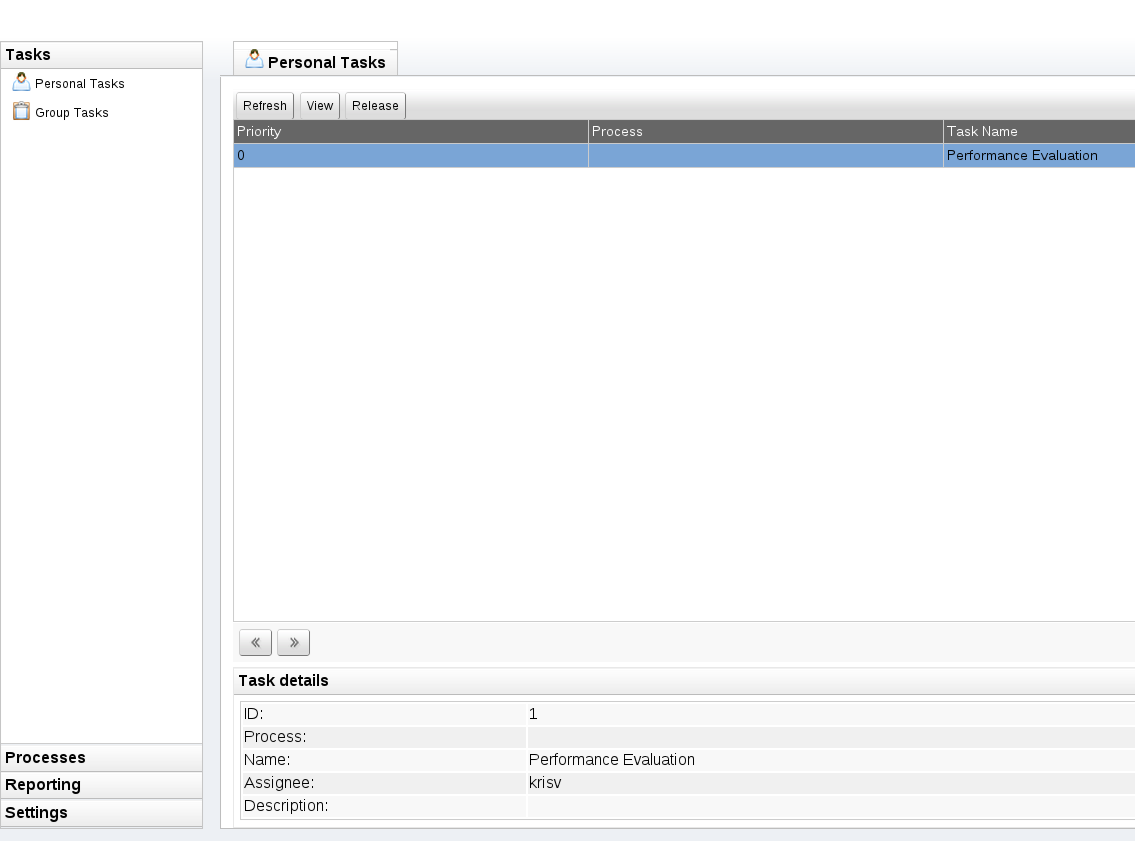 Tasks
Personal Tasks
Group Tasks
Processes
Reporting
Settings
Personal Tasks
Refresh View Release
Priority Process Task Name
0 Performance Evaluation
« »
Task details
ID: 1
Process:
Name: Performance Evaluation
Assignee: krisv
Description: